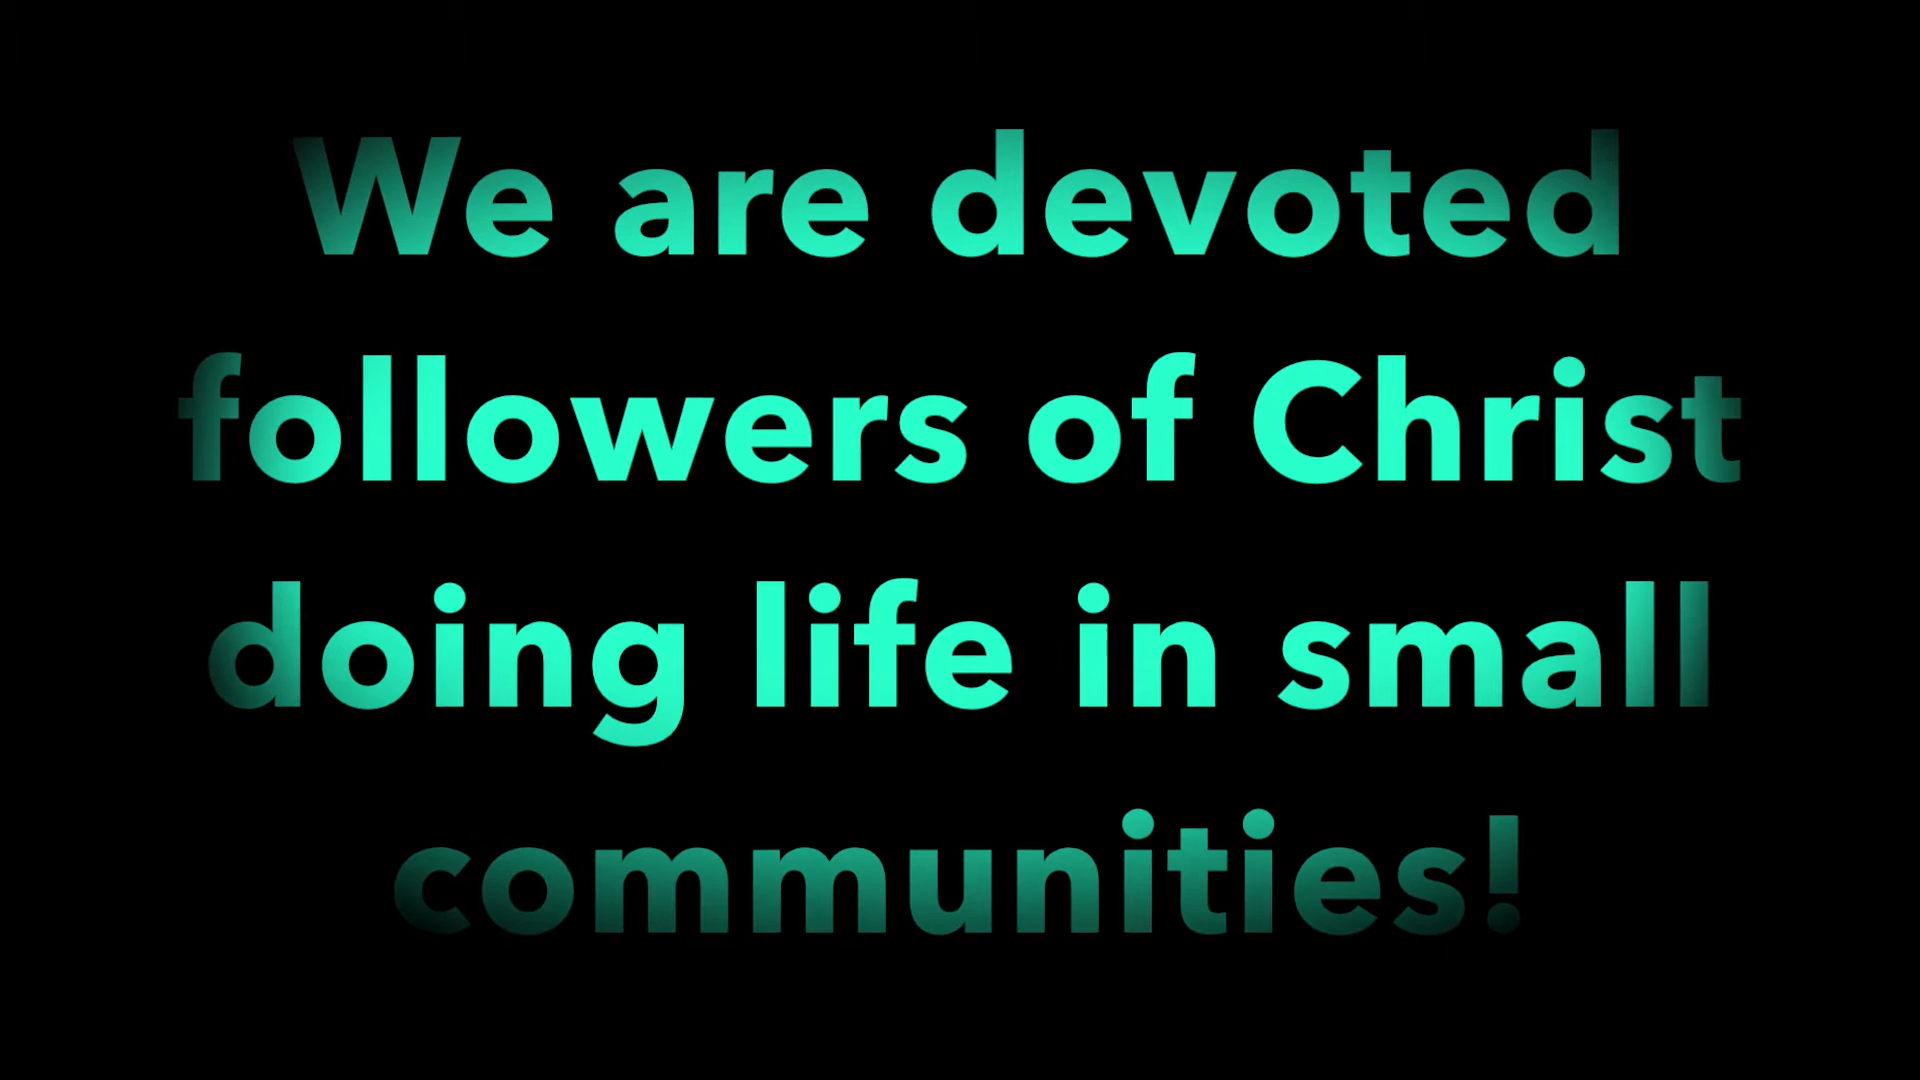 We are devoted
followers of Christ
doing life in small
communities!